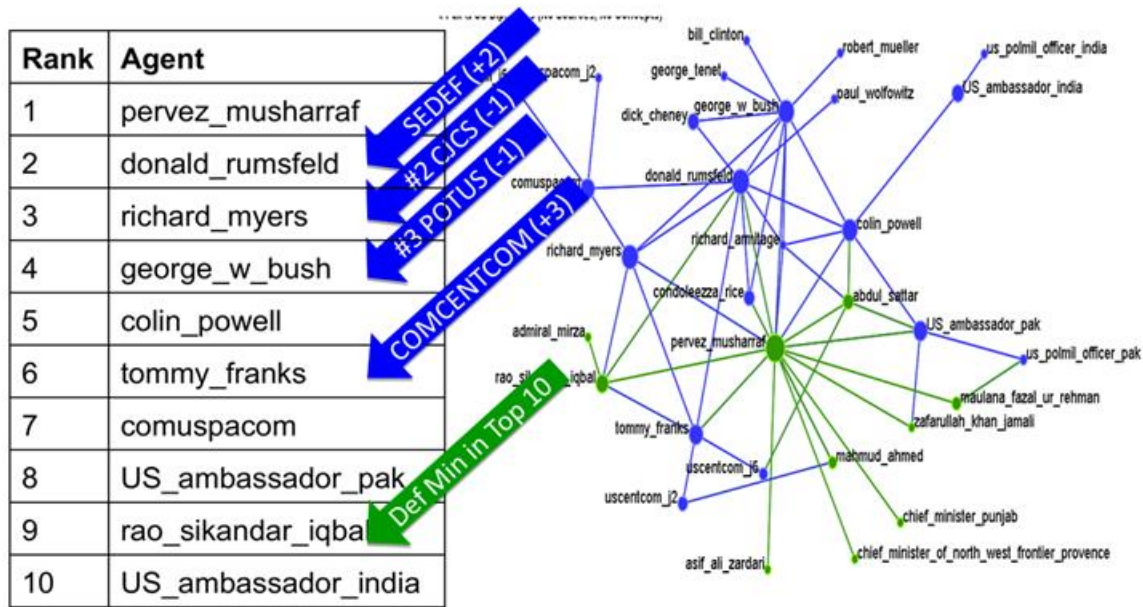 Rank Agent
1 pervez_musharraf
2 donald_rumsfeld
3 richard_myers
4 george_w_bush
5 colin_powell
6 tommy_franks
7 comuspacom
8 US_ambassador_pak
9 rao_sikandar_iqbal
10 US_ambassador_india
SEDEF (+2)
#2 CJCS (-1)
#3 POTUS (-1)
COMCENTCOM (+3)
Def Min in Top 10
bill_clinton
robert_mueller
us_polmil_officer_india
george_tenet
US_ambassador_india
george_w_bush
paul_wolfowitz
dick_cheney
donald_rumsfeld
colin_powell
richard_armitage
richard_myers
condoleezza_rice
abdul_sattar
admiral_mirza
US_ambassador_pak
pervez_musharraf
us_polmil_officer_pak
maulana_fazal_ur_rehman
zafarullah_khan_jamali
tommy_franks
mahmud_ahmed
uscentcom_j6
uscentcom_j2
chief_minister_punjab
chief_minister_of_north_west_frontier_provence
asif_ali_zardari